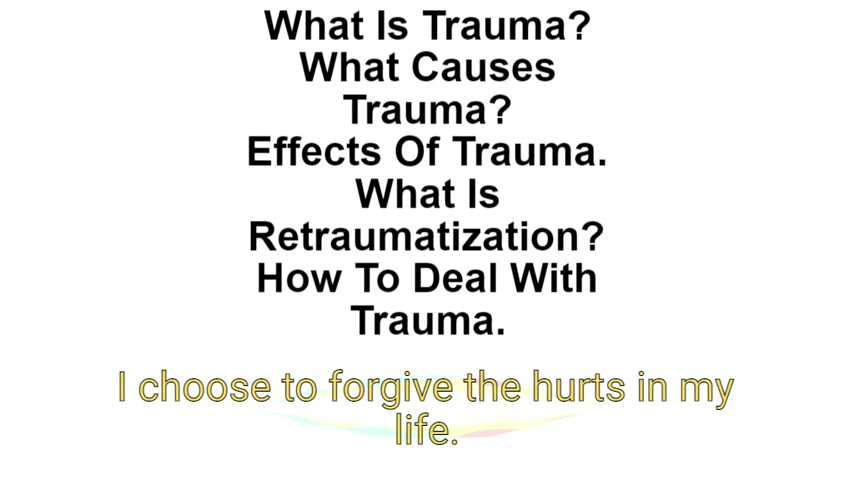 What Is Trauma?
What Causes
Trauma?
Effects Of Trauma.
What Is
Retraumatization?
How To Deal With
Trauma.
I choose to forgive the hurts in my
life.